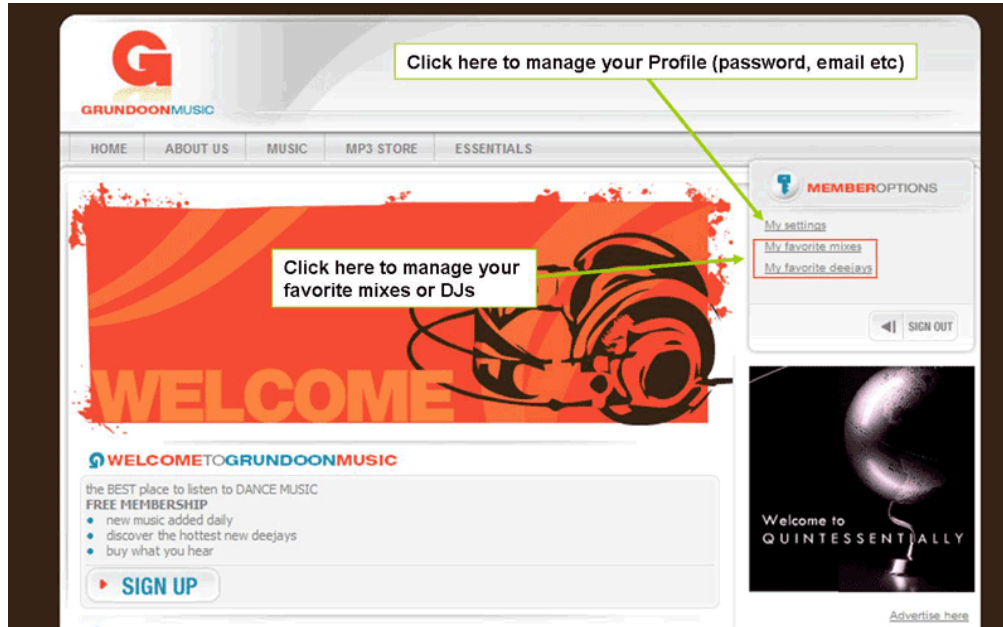 G
GRUNDOONMUSIC
Click here to manage your Profile (password, email etc)
HOME ABOUT US MUSIC MP3 STORE ESSENTIALS
MEMBEROPTIONS
My settings
My favorite mixes
My favorite deejays
SIGN OUT
Click here to manage your
favorite mixes or DJs
WELCOME
WELCOMETOGRUNDOONMUSIC
the BEST place to listen to DANCE MUSIC
FREE MEMBERSHIP
new music added daily
discover the hottest new deejays
buy what you hear
SIGN UP
Welcome to
QUINTESSENTIALLY
Advertise here